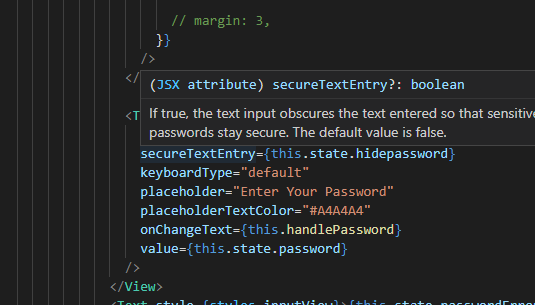 // margin: 3,
}}
/>
</
(JSX attribute) secureTextEntry?: boolean
<T
If true, the text input obscures the text entered so that sensitive
passwords stay secure. The default value is false.
secureTextEntry={this.state.hidepassword}
keyboardType="default"
placeholder="Enter Your Password"
placeholderTextColor="#A4A4A4"
onChangeText={this.handlePassword}
value={this.state.password}
/>
</View>
<Text style={styles.inputView}>{this.state.passwordError